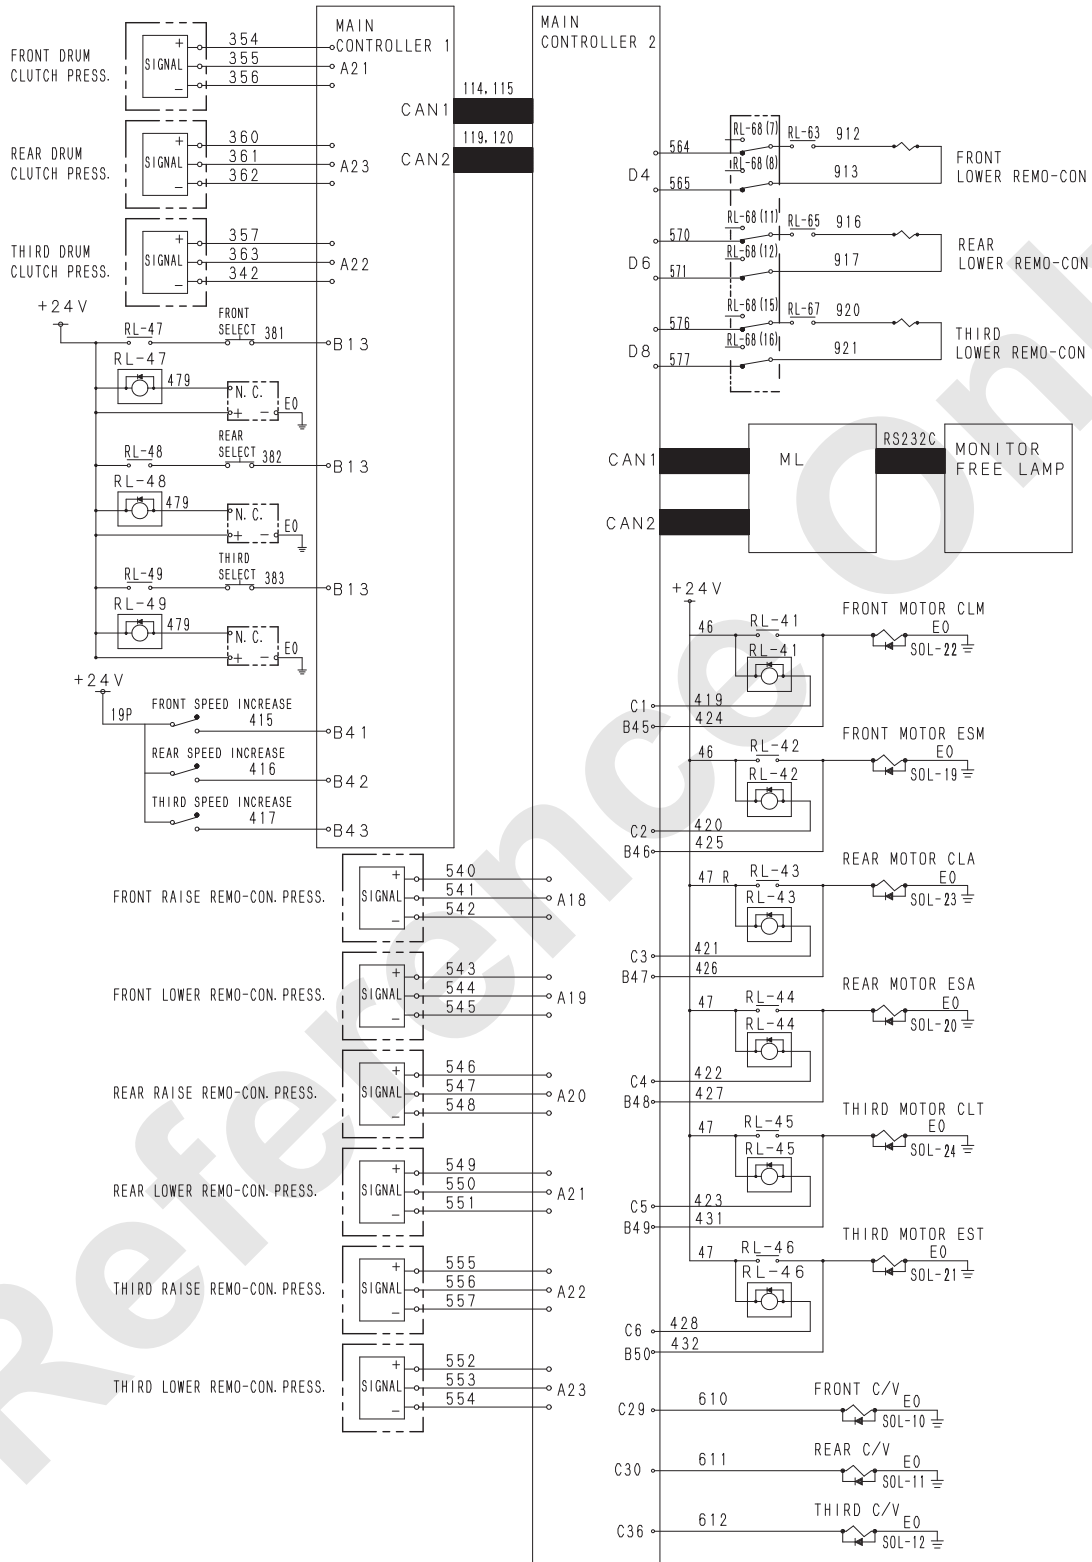 MAIN
CONTROLLER 1
MAIN
CONTROLLER 2
FRONT DRUM
CLUTCH PRESS.
SIGNAL
+
−
354
355
356
A21
REAR DRUM
CLUTCH PRESS.
SIGNAL
+
−
360
361
362
A23
THIRD DRUM
CLUTCH PRESS.
SIGNAL
+
−
357
363
342
A22
CAN1
114.115
CAN2
119.120
+24V
RL-47
FRONT
SELECT
381
B13
RL-47
479
N.C.
+ −
E0
RL-48
REAR
SELECT
382
B13
RL-48
479
N.C.
+ −
E0
RL-49
THIRD
SELECT
383
B13
RL-49
479
N.C.
+ −
E0
+24V
19P
FRONT SPEED INCREASE
415
B41
REAR SPEED INCREASE
416
B42
THIRD SPEED INCREASE
417
B43
FRONT RAISE REMO-CON. PRESS.
SIGNAL
+
−
540
541
542
A18
FRONT LOWER REMO-CON. PRESS.
SIGNAL
+
−
543
544
545
A19
REAR RAISE REMO-CON. PRESS.
SIGNAL
+
−
546
547
548
A20
REAR LOWER REMO-CON. PRESS.
SIGNAL
+
−
549
550
551
A21
THIRD RAISE REMO-CON. PRESS.
SIGNAL
+
−
555
556
557
A22
THIRD LOWER REMO-CON. PRESS.
SIGNAL
+
−
552
553
554
A23
D4
564
565
RL-68(7)
RL-68(8)
RL-63
912
913
FRONT
LOWER REMO-CON
D6
570
571
RL-68(11)
RL-68(12)
RL-65
916
917
REAR
LOWER REMO-CON
D8
576
577
RL-68(15)
RL-68(16)
RL-67
920
921
THIRD
LOWER REMO-CON
CAN1
CAN2
ML
RS232C
MONITOR
FREE LAMP
+24V
46
RL-41
RL-41
FRONT MOTOR CLM
E0
SOL-22
C1
419
B45
424
46
RL-42
RL-42
FRONT MOTOR ESM
E0
SOL-19
C2
420
B46
425
47 R
RL-43
RL-43
REAR MOTOR CLA
E0
SOL-23
C3
421
B47
426
47
RL-44
RL-44
REAR MOTOR ESA
E0
SOL-20
C4
422
B48
427
47
RL-45
RL-45
THIRD MOTOR CLT
E0
SOL-24
C5
423
B49
431
47
RL-46
RL-46
THIRD MOTOR EST
E0
SOL-21
C6
428
B50
432
C29
610
FRONT C/V
E0
SOL-10
C30
611
REAR C/V
E0
SOL-11
C36
612
THIRD C/V
E0
SOL-12
Reference Onl